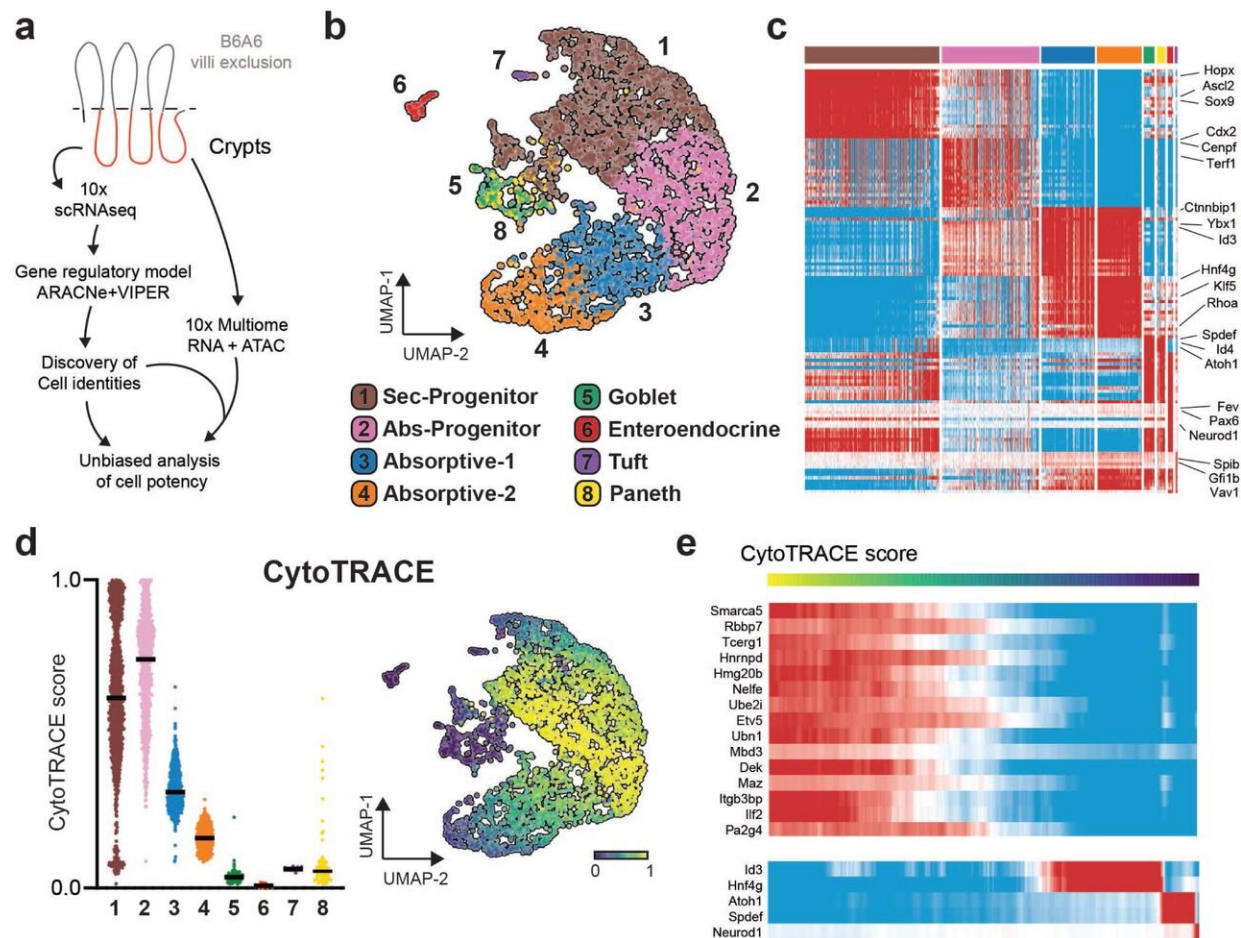 a
B6A6
villi exclusion
Crypts
10x
scRNAseq
Gene regulatory model
ARACNe+VIPER
10x Multiome
RNA + ATAC
Discovery of
Cell identities
Unbiased analysis
of cell potency
b
1
7
6
2
5
8
3
4
UMAP-1
UMAP-2
1 Sec-Progenitor
2 Abs-Progenitor
3 Absorptive-1
4 Absorptive-2
5 Goblet
6 Enteroendocrine
7 Tuft
8 Paneth
c
Hopx
Ascl2
Sox9
Cdx2
Cenpf
Terf1
Ctnnbip1
Ybx1
Id3
Hnf4g
Klf5
Rhoa
Spdef
Id4
Atoh1
Fev
Pax6
Neurod1
Spib
Gfi1b
Vav1
d
CytoTRACE
CytoTRACE score
1.0
0.0
1 2 3 4 5 6 7 8
UMAP-1
UMAP-2
0 1
e
CytoTRACE score
Smarca5
Rbbp7
Tcerg1
Hnrnpd
Hmg20b
Nelfe
Ube2i
Etv5
Ubn1
Mbd3
Dek
Maz
Itgb3bp
Ilf2
Pa2g4
Id3
Hnf4g
Atoh1
Spdef
Neurod1